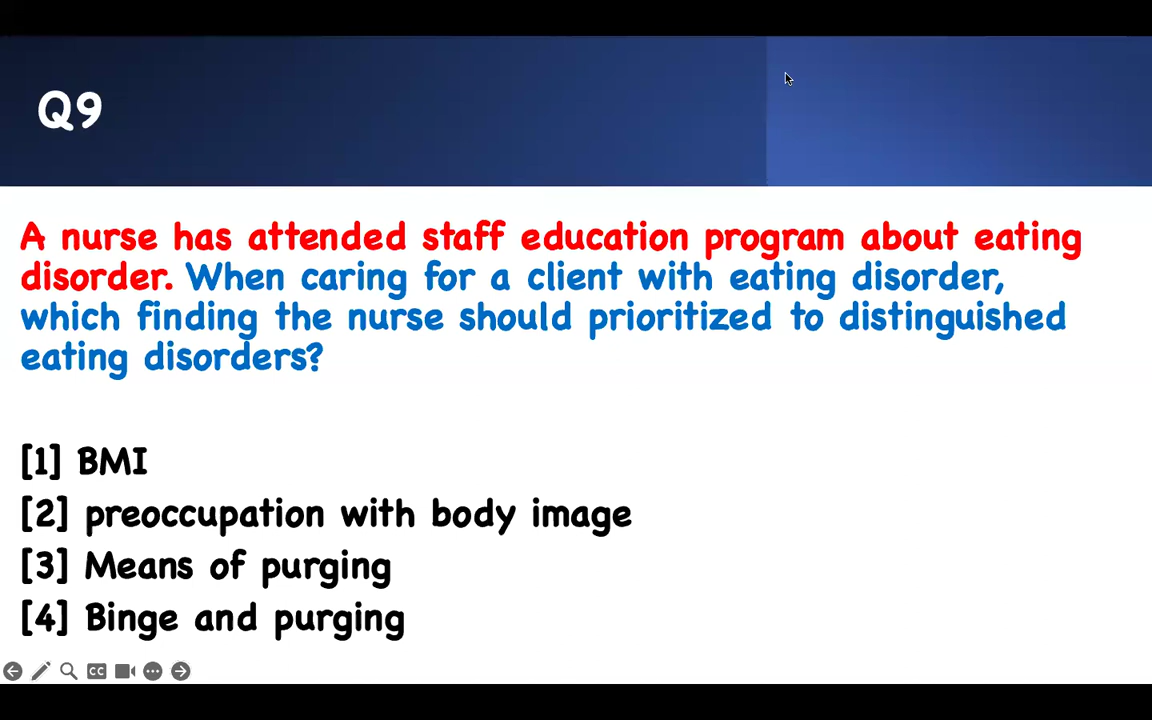 Q9
A nurse has attended staff education program about eating
disorder. When caring for a client with eating disorder,
which finding the nurse should prioritized to distinguished
eating disorders?
[1] BMI
[2] preoccupation with body image
[3] Means of purging
[4] Binge and purging
CC